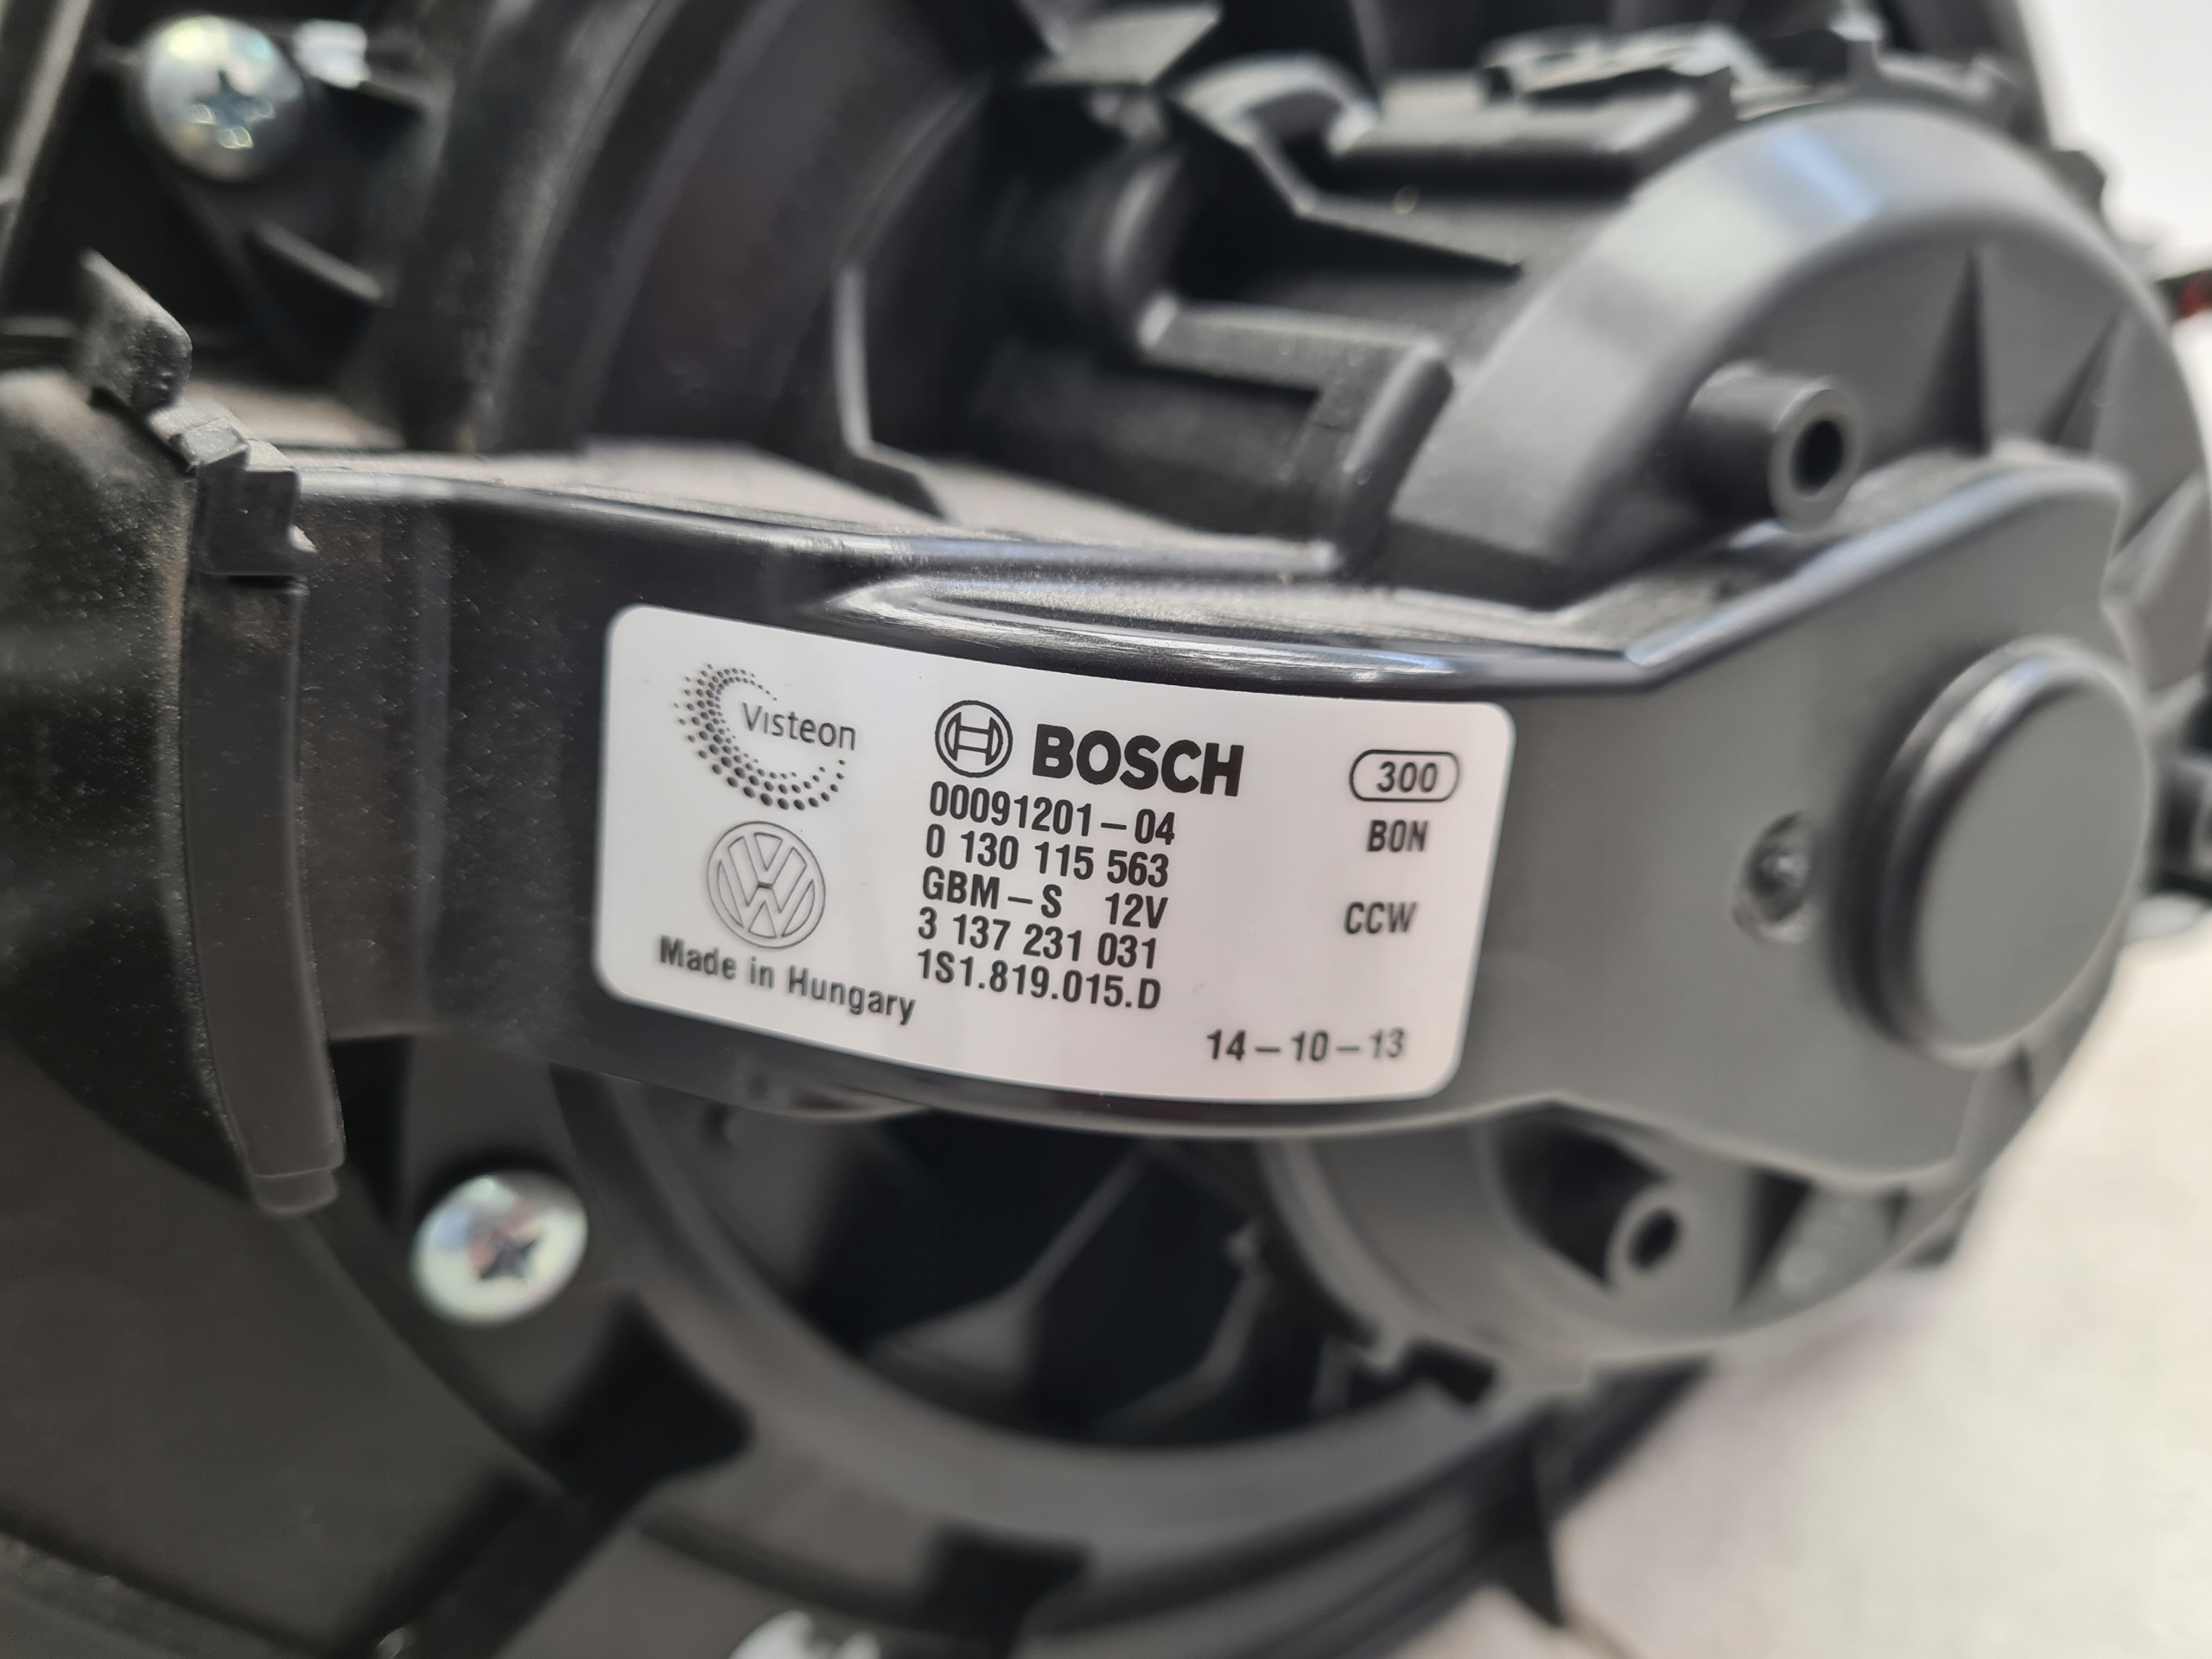 Visteon
BOSCH
300
00091201-04
BON
0 130 115 563
GBM-S 12V
CCW
3 137 231 031
1S1.819.015.D
Made in Hungary
14-10-13